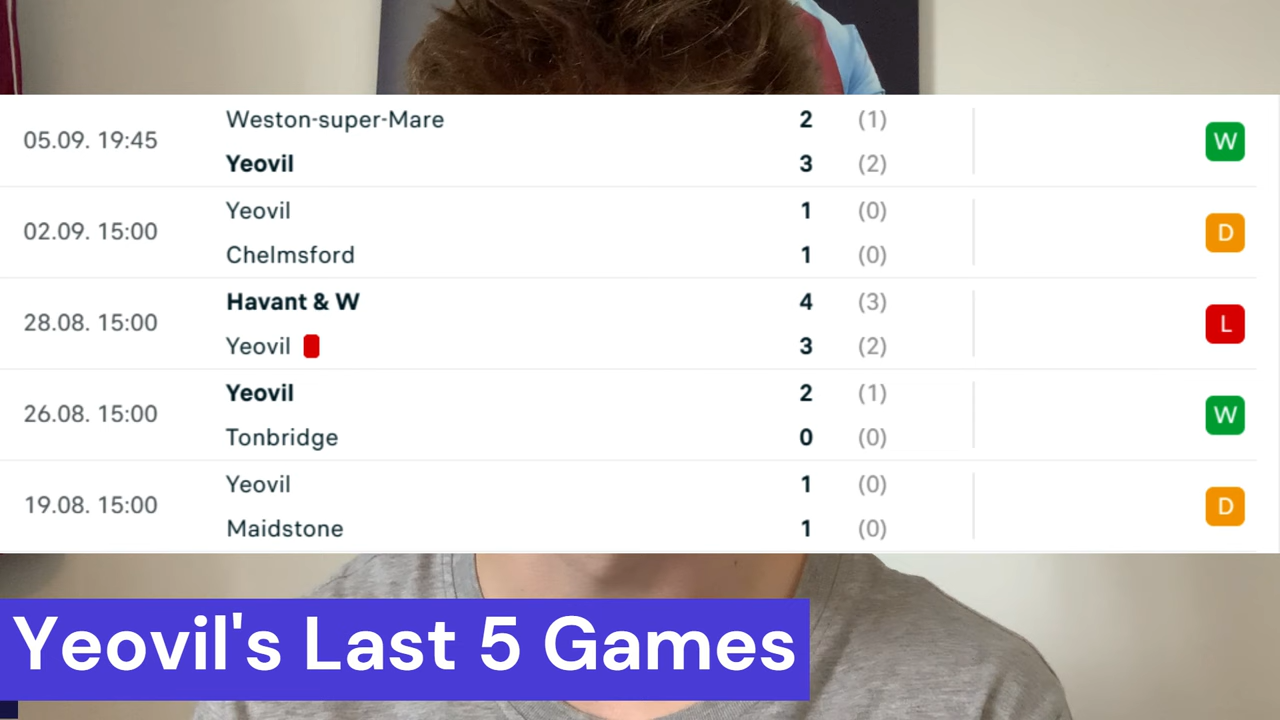 Weston-super-Mare 2 (1)
05.09. 19:45 W
Yeovil 3 (2)
Yeovil 1 (0)
02.09. 15:00 D
Chelmsford 1 (0)
Havant & W 4 (3)
28.08. 15:00 L
Yeovil 3 (2)
Yeovil 2 (1)
26.08. 15:00 W
Tonbridge 0 (0)
Yeovil 1 (0)
19.08. 15:00 D
Maidstone 1 (0)
Yeovil's Last 5 Games